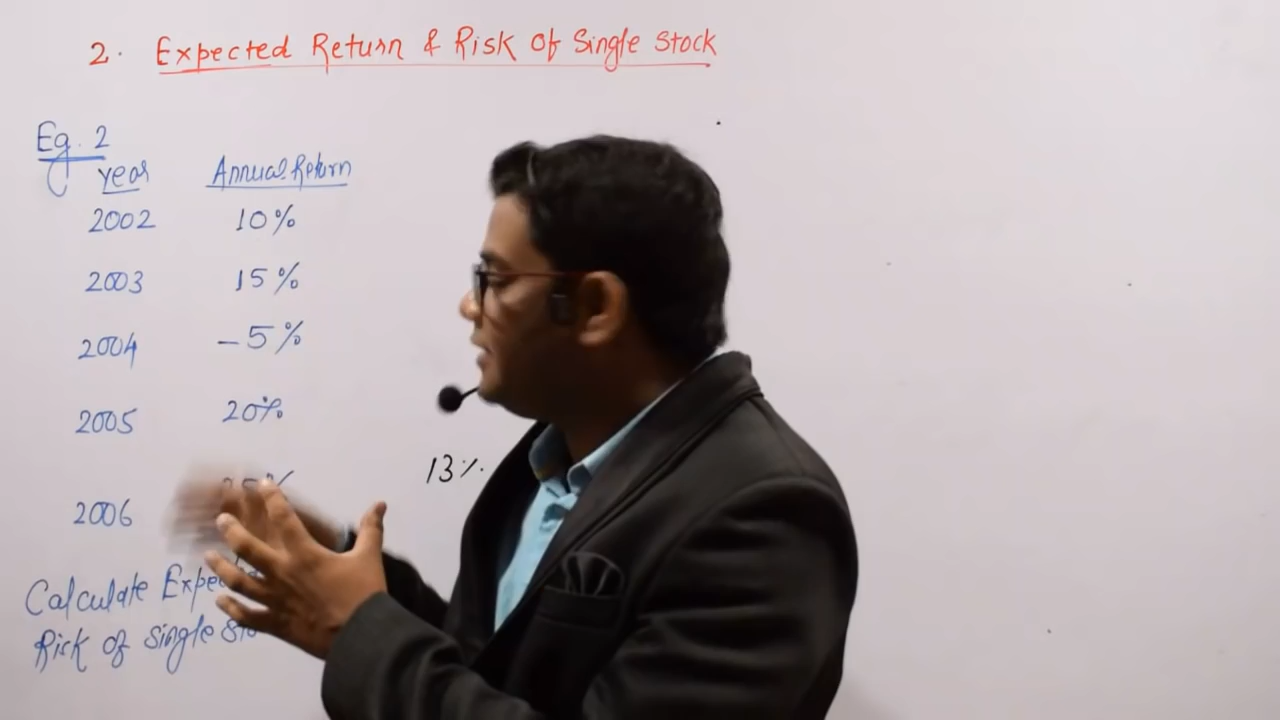 2. Expected Return & Risk Of Single Stock
Eg. 2
Year Annual Return
2002 10%
2003 15%
2004 -5%
2005 20%
13%.
2006
Calculate
Risk of single